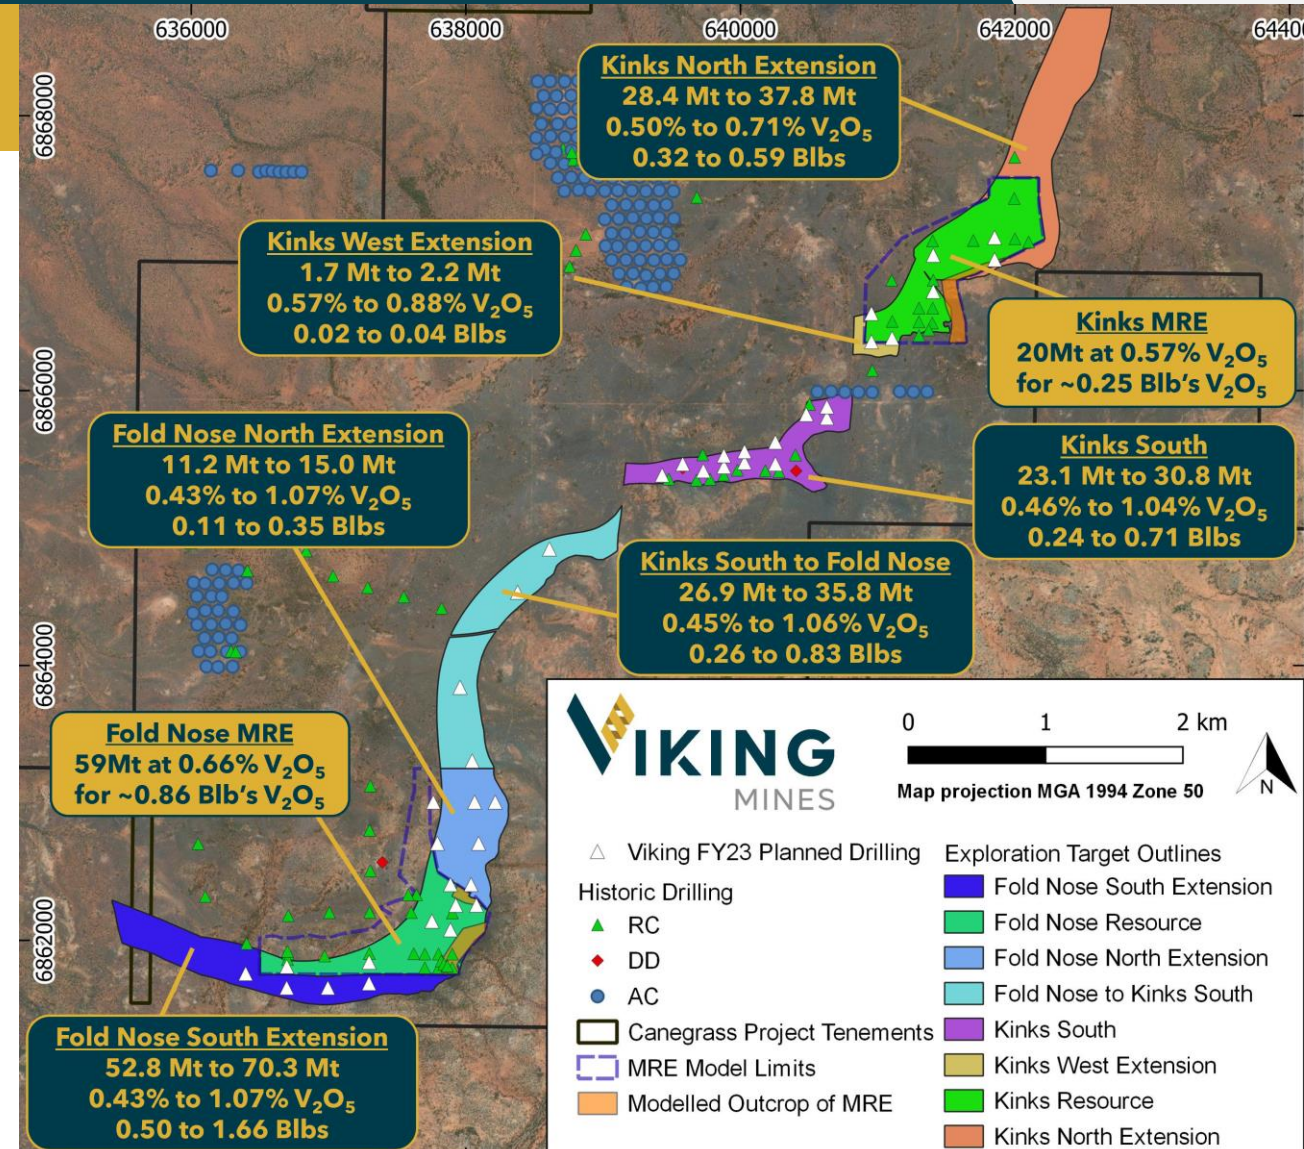 636000
638000
640000
642000
6440
6868000
6866000
6864000
6862000
Kinks North Extension
28.4 Mt to 37.8 Mt
0.50% to 0.71% V₂O₅
0.32 to 0.59 Blbs
Kinks West Extension
1.7 Mt to 2.2 Mt
0.57% to 0.88% V₂O₅
0.02 to 0.04 Blbs
Kinks MRE
20Mt at 0.57% V₂O₅
for ~0.25 Blb's V₂O₅
Fold Nose North Extension
11.2 Mt to 15.0 Mt
0.43% to 1.07% V₂O₅
0.11 to 0.35 Blbs
Kinks South
23.1 Mt to 30.8 Mt
0.46% to 1.04% V₂O₅
0.24 to 0.71 Blbs
Kinks South to Fold Nose
26.9 Mt to 35.8 Mt
0.45% to 1.06% V₂O₅
0.26 to 0.83 Blbs
Fold Nose MRE
59Mt at 0.66% V₂O₅
for ~0.86 Blb's V₂O₅
Fold Nose South Extension
52.8 Mt to 70.3 Mt
0.43% to 1.07% V₂O₅
0.50 to 1.66 Blbs
VIKING
MINES
0 1 2 km
Map projection MGA 1994 Zone 50
N
Viking FY23 Planned Drilling
Historic Drilling
RC
DD
AC
Canegrass Project Tenements
MRE Model Limits
Modelled Outcrop of MRE
Exploration Target Outlines
Fold Nose South Extension
Fold Nose Resource
Fold Nose North Extension
Fold Nose to Kinks South
Kinks South
Kinks West Extension
Kinks Resource
Kinks North Extension